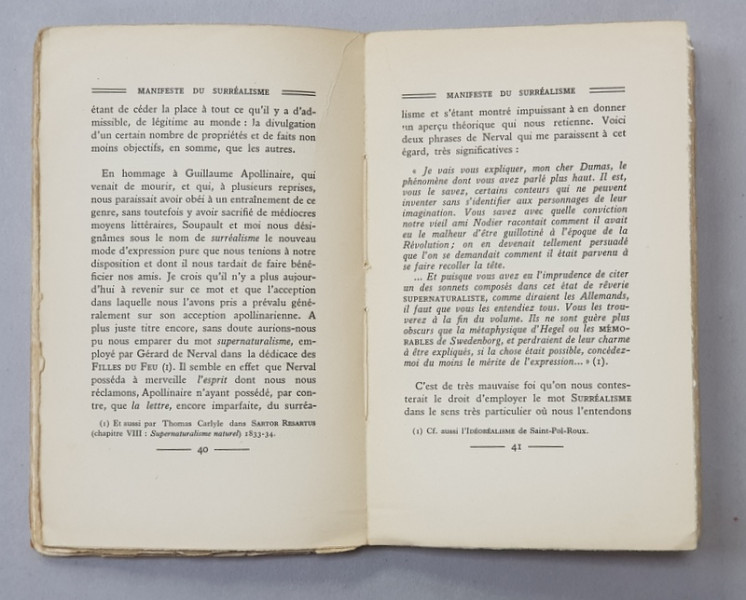 MANIFESTE DU SURRÉALISME
étant de céder la place à tout ce qu'il y a d'ad-
missible, de légitime au monde : la divulgation
d'un certain nombre de propriétés et de faits non
moins objectifs, en somme, que les autres.
En hommage à Guillaume Apollinaire, qui
venait de mourir, et qui, à plusieurs reprises,
nous paraissait avoir obéi à un entraînement de ce
genre, sans toutefois y avoir sacrifié de médiocres
moyens littéraires, Soupault et moi nous dési-
gnâmes sous le nom de surréalisme le nouveau
mode d'expression pure que nous tenions à notre
disposition et dont il nous tardait de faire béné-
ficier nos amis. Je crois qu'il n'y a plus aujour-
d'hui à revenir sur ce mot et que l'acception
dans laquelle nous l'avons pris a prévalu géné-
ralement sur son acception apollinarienne. A
plus juste titre encore, sans doute aurions-nous
pu nous emparer du mot supernaturalisme, em-
ployé par Gérard de Nerval dans la dédicace des
FILLES DU FEU (1). Il semble en effet que Nerval
posséda à merveille l'esprit dont nous nous
réclamons, Apollinaire n'ayant possédé, par con-
tre, que la lettre, encore imparfaite, du surréa-
(1) Et aussi par Thomas Carlyle dans SARTOR RESARTUS
(chapitre VIII : Supernaturalisme naturel) 1833-34.
40
MANIFESTE DU SURRÉALISME
lisme et s'étant montré impuissant à en donner
un aperçu théorique qui nous retienne. Voici
deux phrases de Nerval qui me paraissent à cet
égard, très significatives :
« Je vais vous expliquer, mon cher Dumas, le
phénomène dont vous avez parlé plus haut. Il est,
vous le savez, certains conteurs qui ne peuvent
inventer sans s'identifier aux personnages de leur
imagination. Vous savez avec quelle conviction
notre vieil ami Nodier racontait comment il avait
eu le malheur d'être guillotiné à l'époque de la
Révolution ; on en devenait tellement persuadé
que l'on se demandait comment il était parvenu à
se faire recoller la tête.
... Et puisque vous avez eu l'imprudence de citer
un des sonnets composés dans cet état de rêverie
SUPERNATURALISTE, comme diraient les Allemands,
il faut que vous les entendiez tous. Vous les trou-
verez à la fin du volume. Ils ne sont guère plus
obscurs que la métaphysique d'Hegel ou les MÉMO-
RABLES de Swedenborg, et perdraient de leur charme
à être expliqués, si la chose était possible, concédez-
moi du moins le mérite de l'expression... » (1).
C'est de très mauvaise foi qu'on nous contes-
terait le droit d'employer le mot SURRÉALISME
dans le sens très particulier où nous l'entendons
(1) Cf. aussi l'IDÉORÉALISME de Saint-Pol-Roux.
41